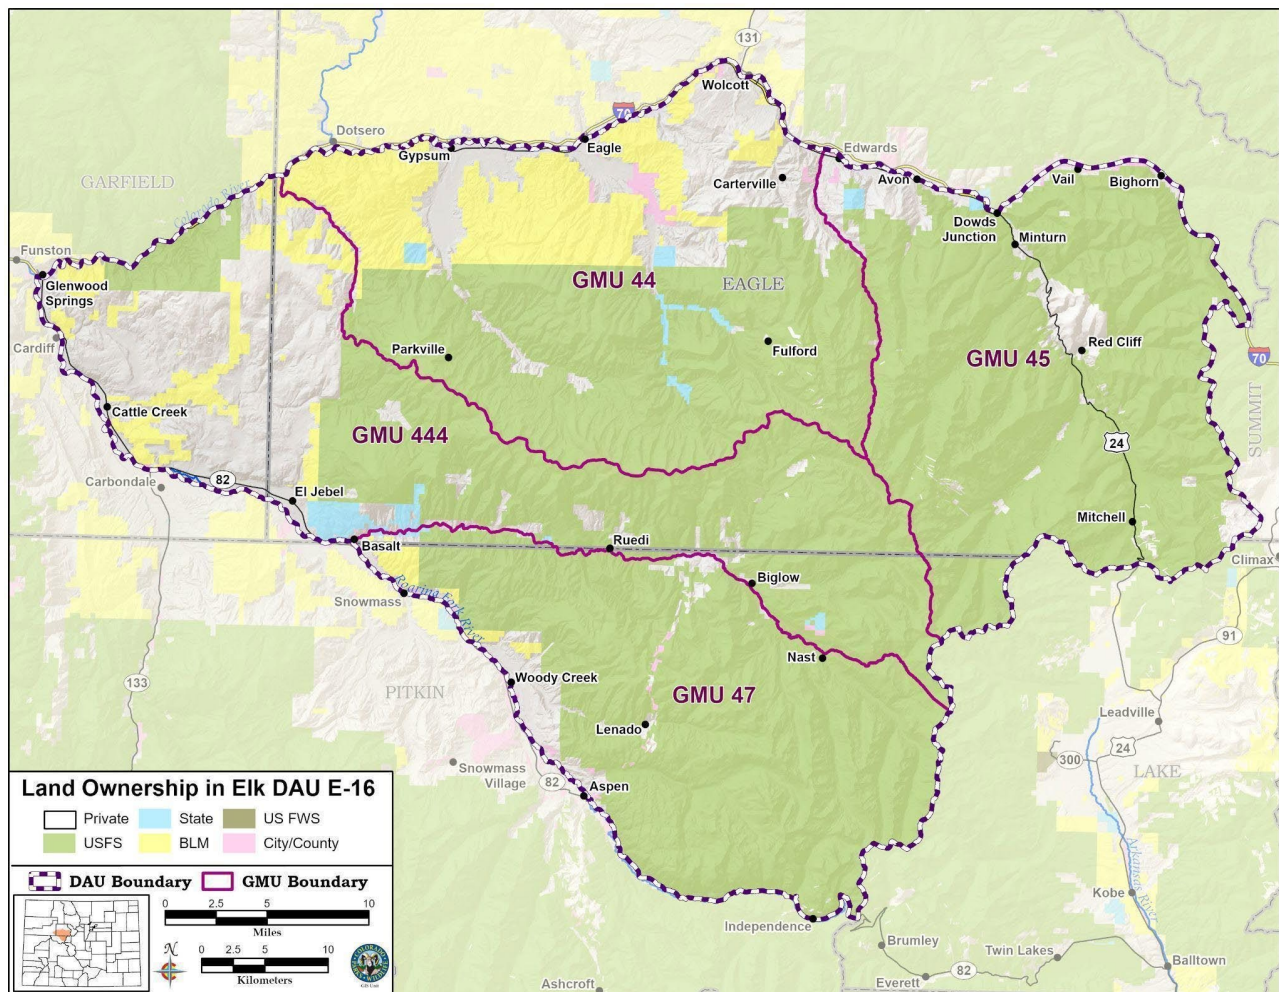 131
Wolcott
70
Dotsero
Gypsum
Eagle
Edwards
GARFIELD
Colorado River
Carterville
Avon
Vail
Bighorn
Dowds
Junction
Minturn
Funston
Glenwood
Springs
GMU 44
EAGLE
Cardiff
Parkville
Fulford
GMU 45
Red Cliff
70
SUMMIT
Cattle Creek
GMU 444
24
Carbondale
82
El Jebel
Mitchell
Basalt
Ruedi
Climax
Biglow
Snowmass
Roaring Fork River
91
Nast
133
PITKIN
Woody Creek
GMU 47
Leadville
Lenado
24
300
LAKE
Snowmass
Village
82
Aspen
Arkansas River
Kobe
Independence
Brumley
Twin Lakes
82
Balltown
Everett
Ashcroft
Land Ownership in Elk DAU E-16
Private State US FWS
USFS BLM City/County
DAU Boundary GMU Boundary
0 2.5 5 10
Miles
N
0 2.5 5 10
Kilometers